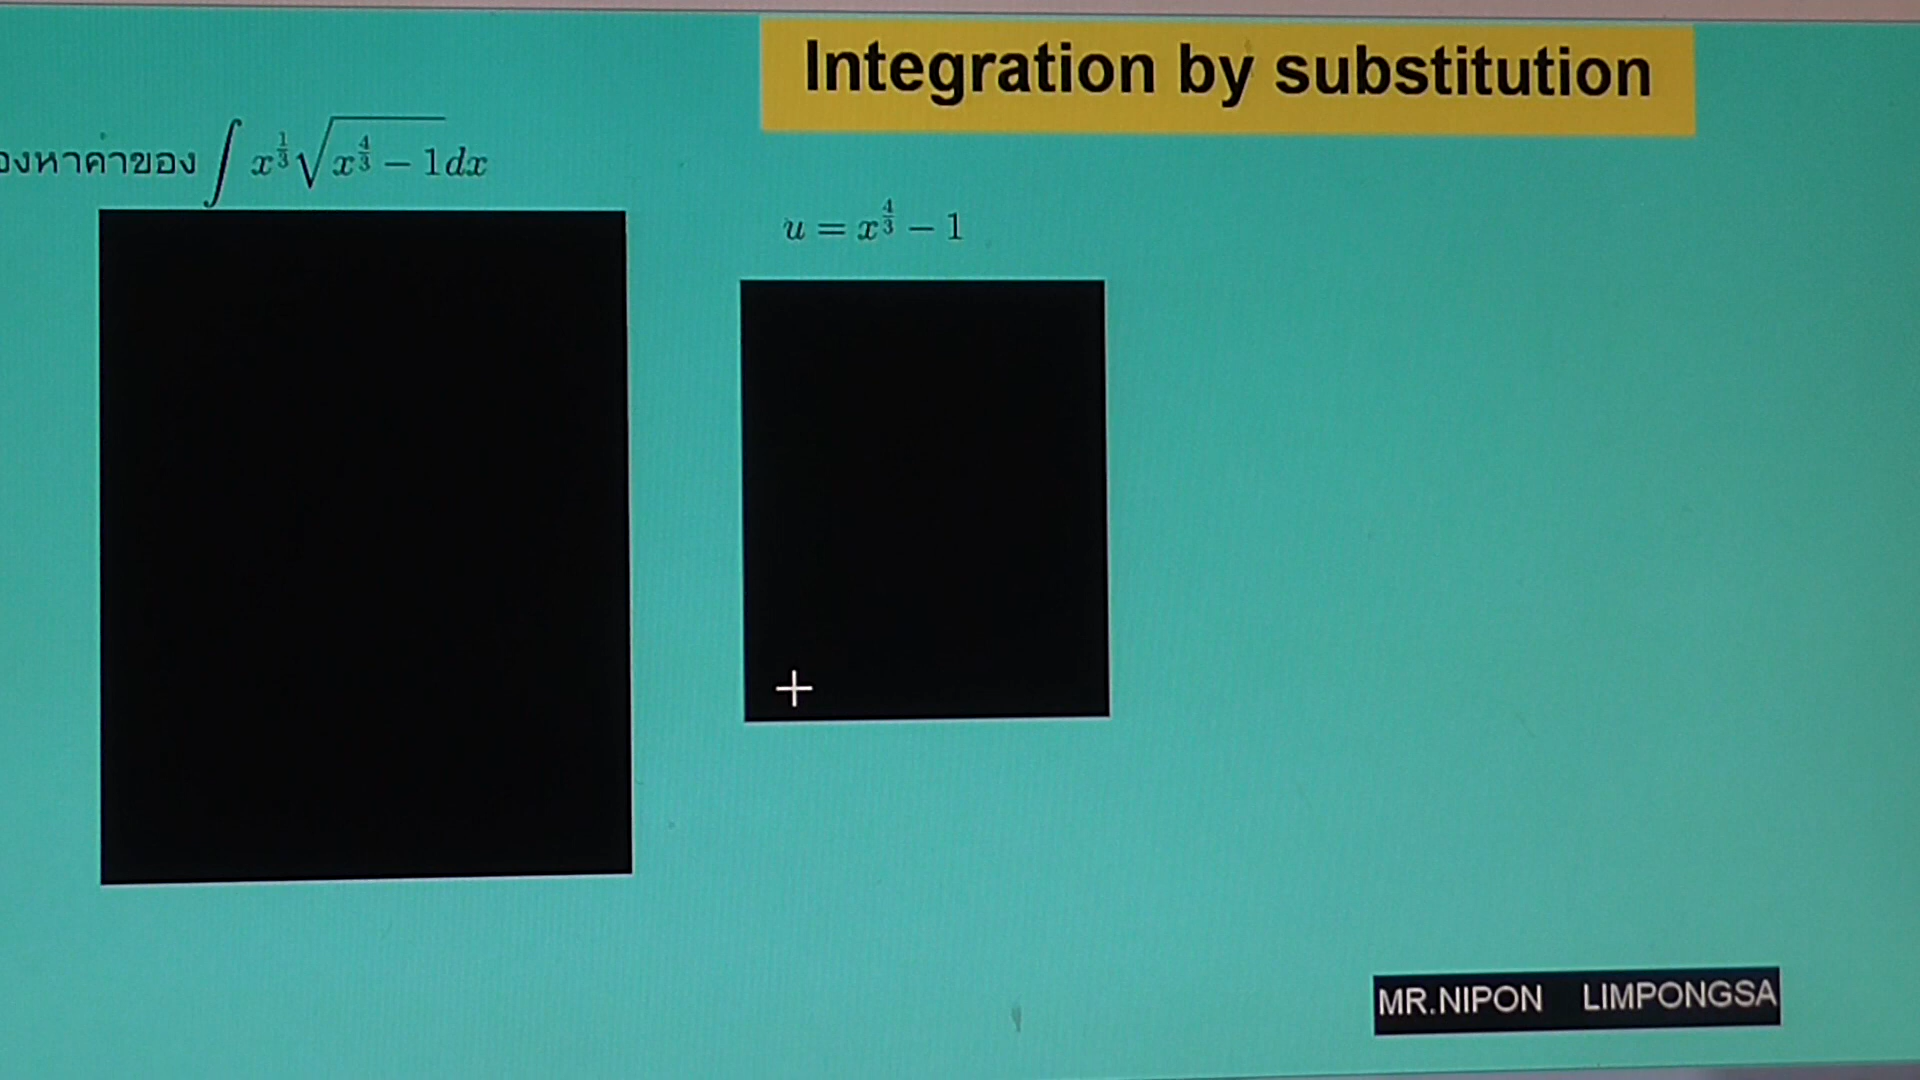 Integration by substitution
องหาค่าของ ∫ x^{1/3} √(x^{4/3} − 1) dx
u = x^{4/3} − 1
MR.NIPON LIMPONGSA